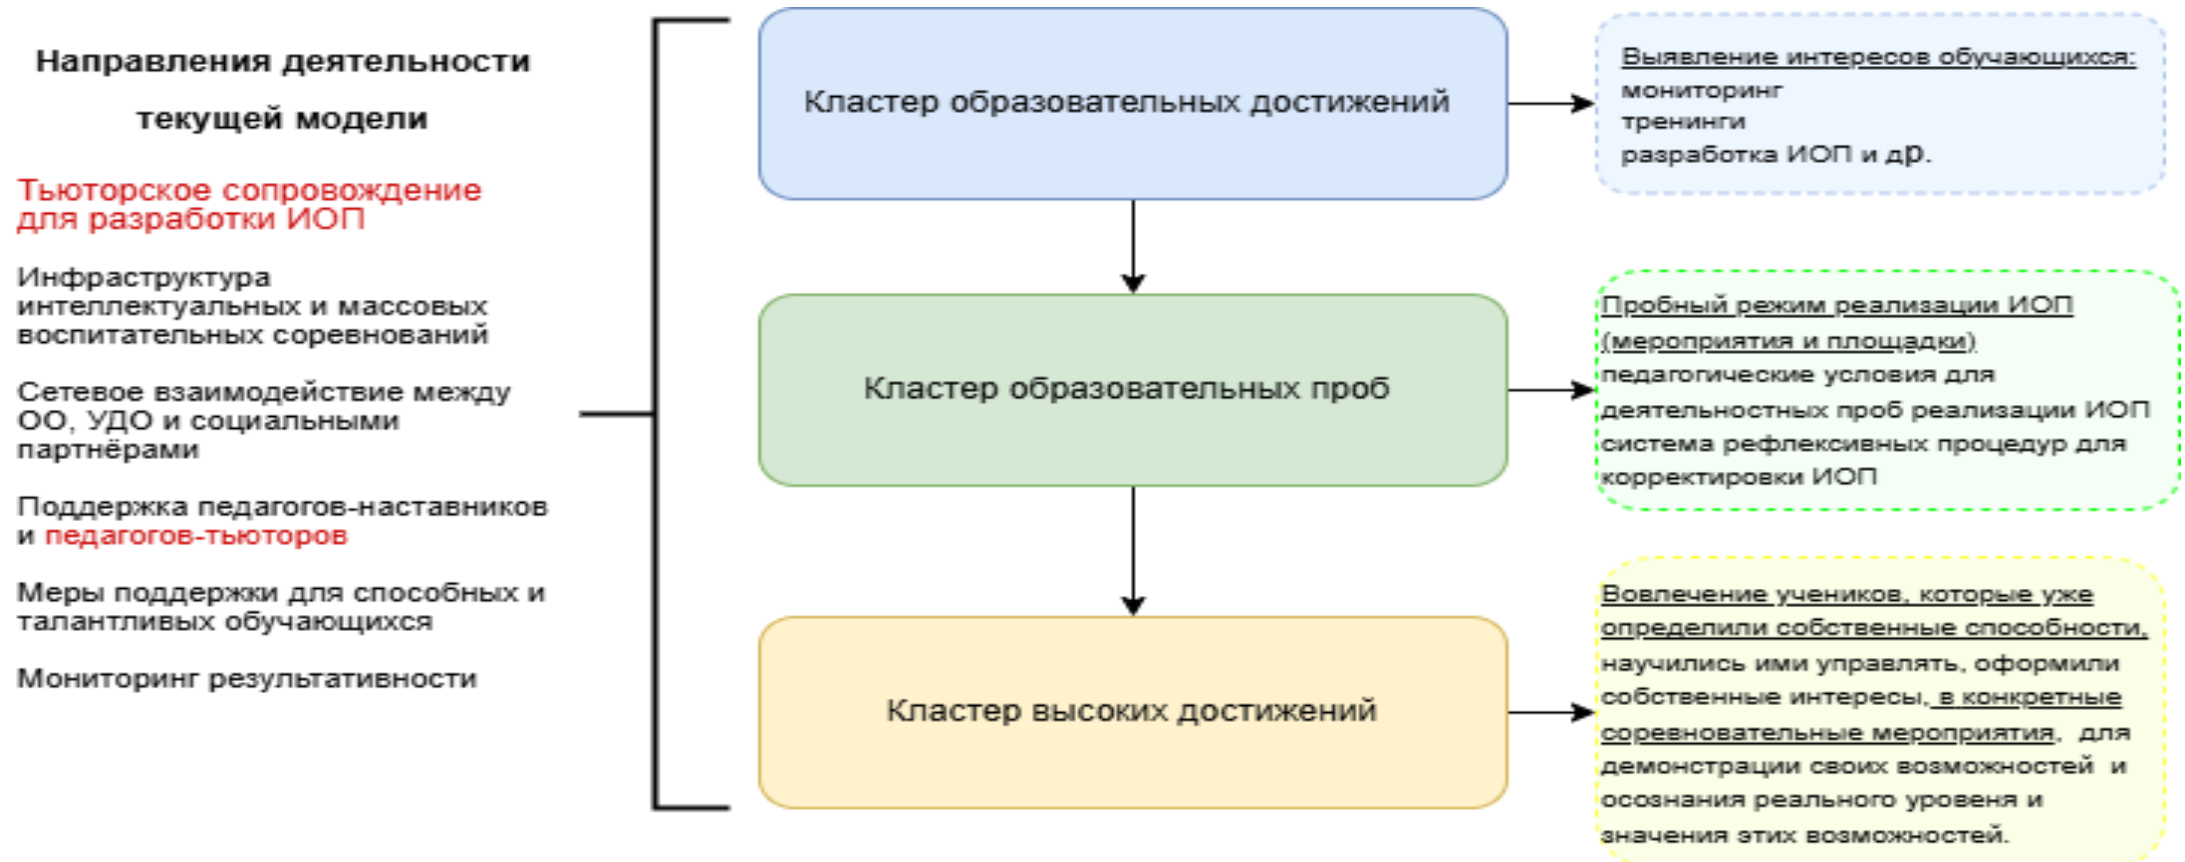 Направления деятельности
текущей модели
Тьюторское сопровождение
для разработки ИОП
Инфраструктура
интеллектуальных и массовых
воспитательных соревнований
Сетевое взаимодействие между
ОО, УДО и социальными
партнёрами
Поддержка педагогов-наставников
и педагогов-тьюторов
Меры поддержки для способных и
талантливых обучающихся
Мониторинг результативности
Кластер образовательных достижений
Выявление интересов обучающихся:
мониторинг
тренинги
разработка ИОП и др.
Кластер образовательных проб
Пробный режим реализации ИОП
(мероприятия и площадки)
педагогические условия для
деятельностных проб реализации ИОП
система рефлексивных процедур для
корректировки ИОП
Кластер высоких достижений
Вовлечение учеников, которые уже
определили собственные способности,
научились ими управлять, оформили
собственные интересы, в конкретные
соревновательные мероприятия, для
демонстрации своих возможностей и
осознания реального уровеня и
значения этих возможностей.